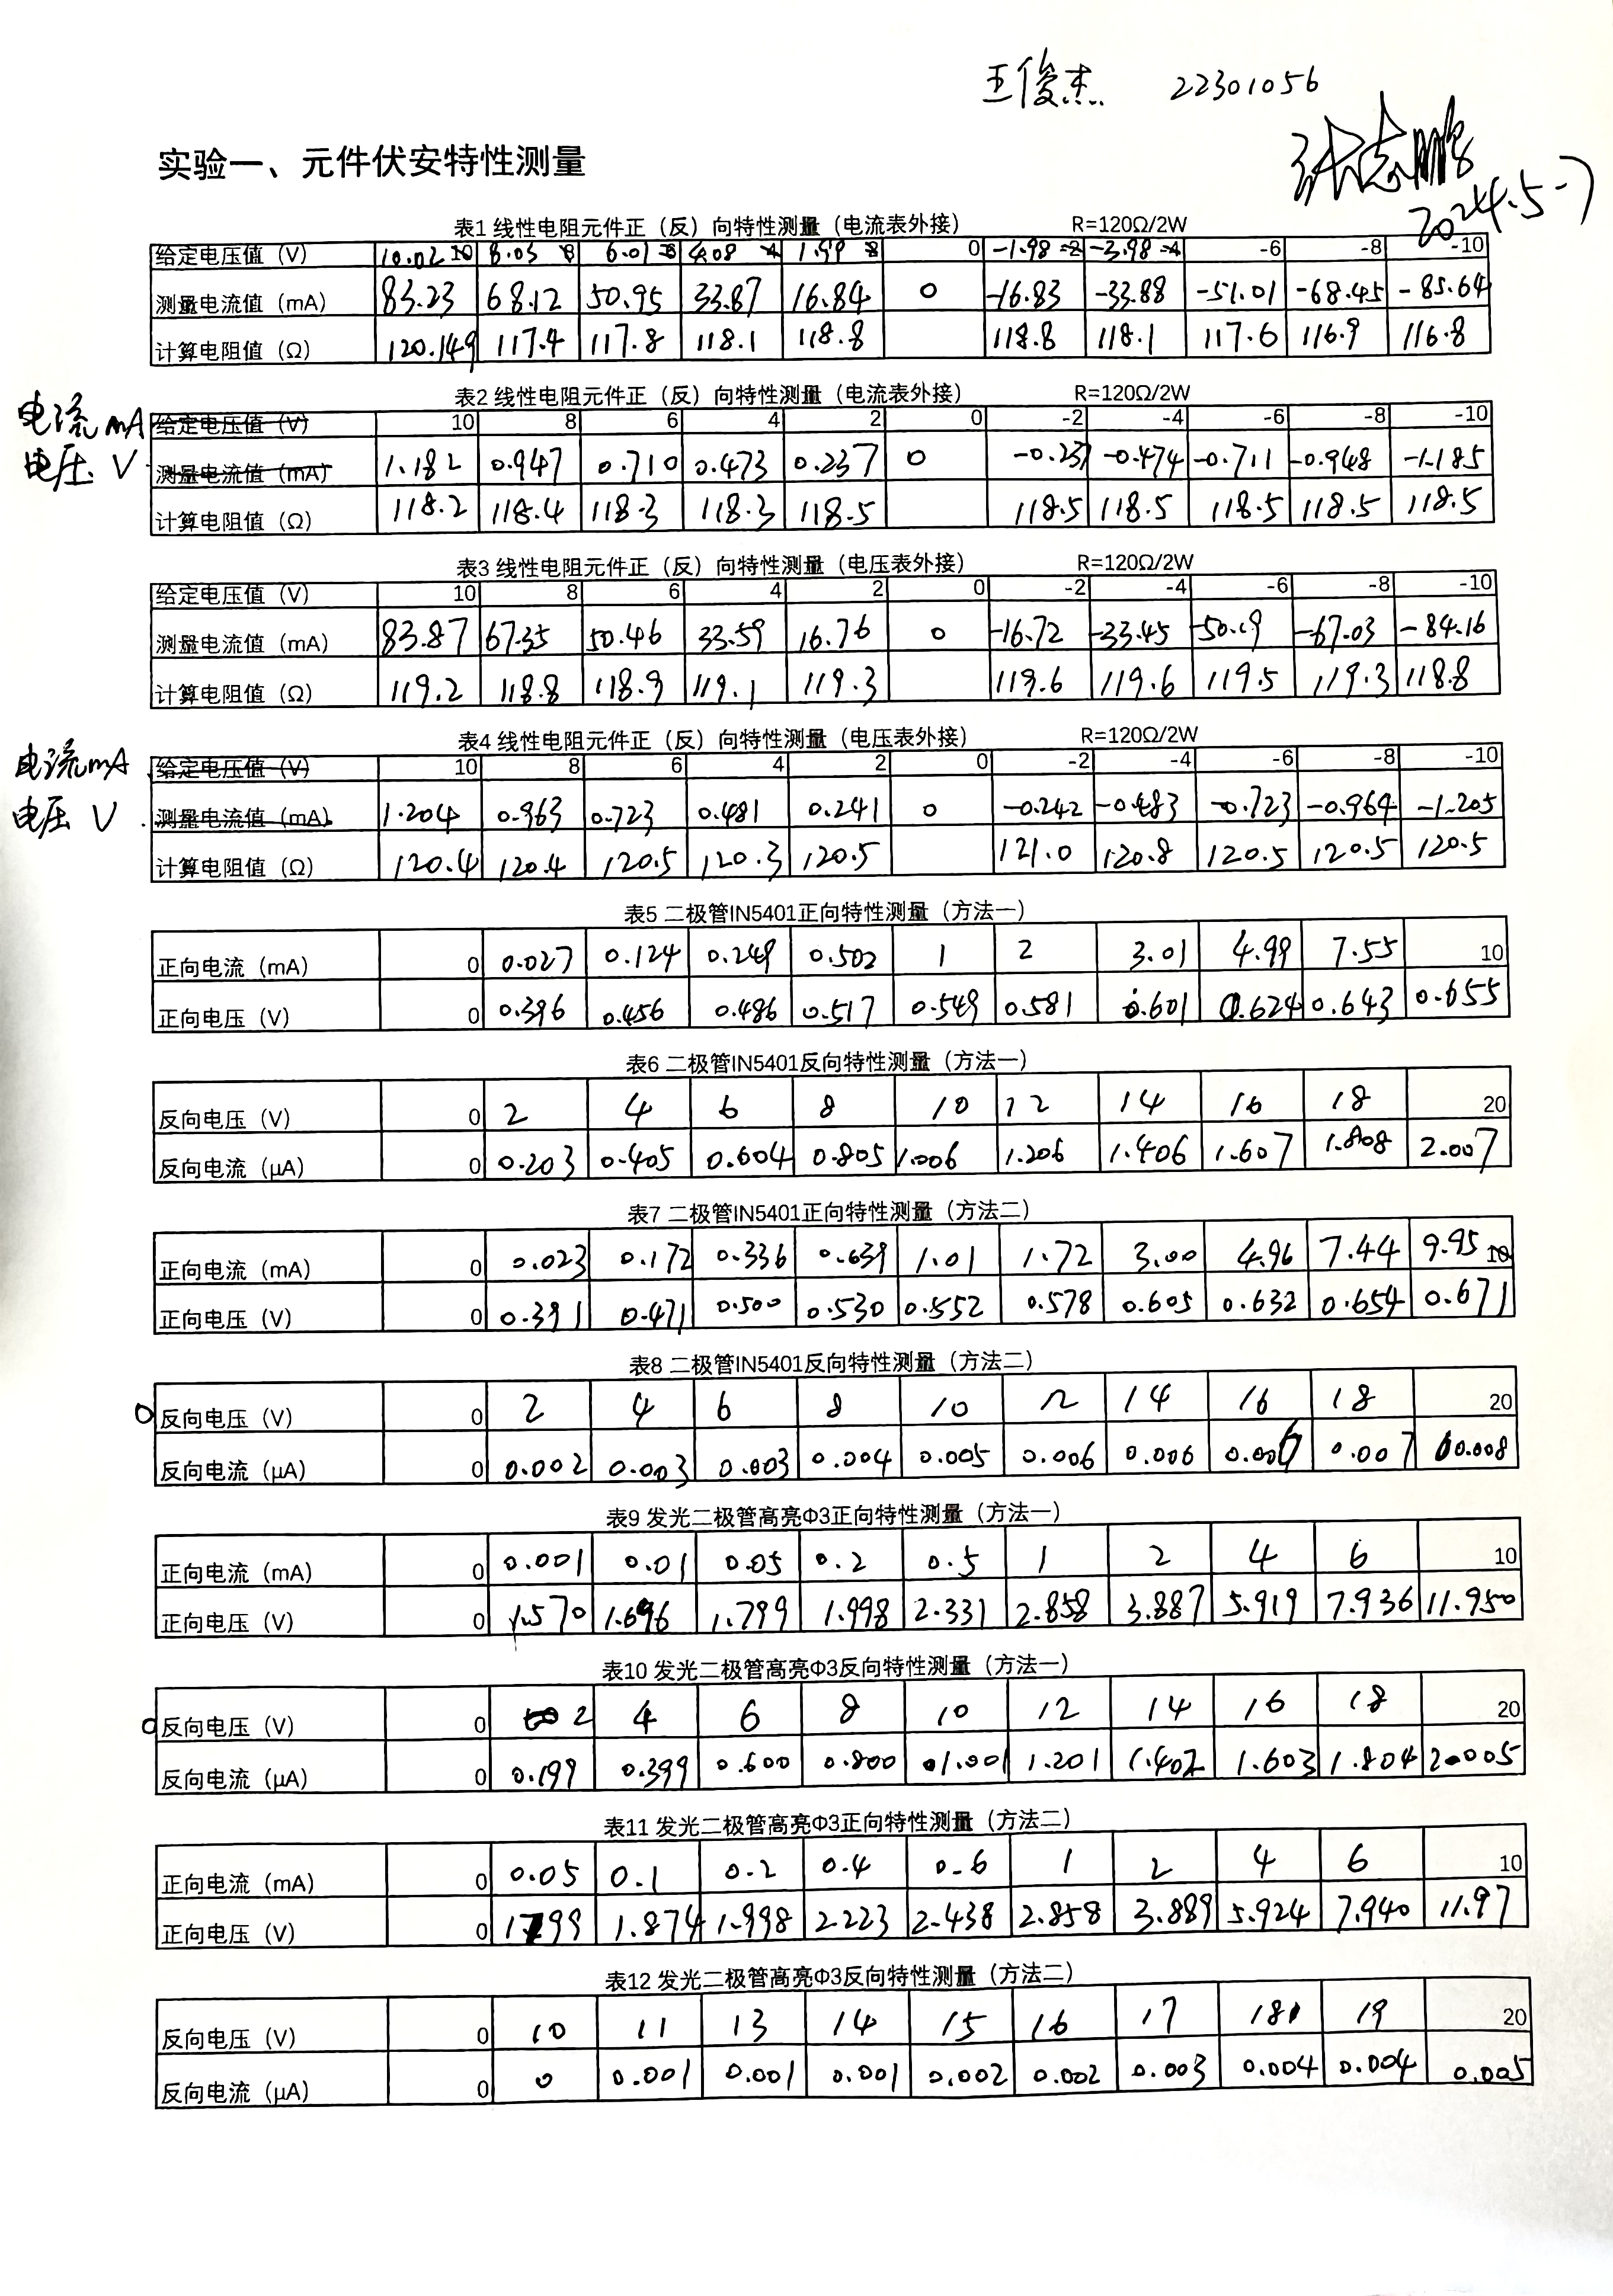 王俊杰 22301056
张志鹏
2024.5-7
实验一、元件伏安特性测量
表1 线性电阻元件正（反）向特性测量（电流表外接） R=120Ω/2W
给定电压值（V） 10.02 10 8.03 8 6.01 6 4.08 4 1.99 2 0 -1.98 -2 -3.98 -4 -6 -8 -10
测量电流值（mA） 83.23 68.12 50.95 33.87 16.84 0 -16.83 -33.88 -51.01 -68.45 -85.64
计算电阻值（Ω） 120.149 117.4 117.8 118.1 118.8 118.8 118.1 117.6 116.9 116.8
表2 线性电阻元件正（反）向特性测量（电流表外接） R=120Ω/2W
电流mA 给定电压值（V） 10 8 6 4 2 0 -2 -4 -6 -8 -10
电压.V 测量电流值（mA） 1.182 0.947 0.710 0.473 0.237 0 -0.237 -0.474 -0.711 -0.948 -1.185
计算电阻值（Ω） 118.2 118.4 118.3 118.3 118.5 118.5 118.5 118.5 118.5 118.5
表3 线性电阻元件正（反）向特性测量（电压表外接） R=120Ω/2W
给定电压值（V） 10 8 6 4 2 0 -2 -4 -6 -8 -10
测量电流值（mA） 83.87 67.35 50.46 33.59 16.76 0 -16.72 -33.45 -50.19 -67.03 -84.16
计算电阻值（Ω） 119.2 118.8 118.9 119.1 119.3 119.6 119.6 119.5 119.3 118.8
表4 线性电阻元件正（反）向特性测量（电压表外接） R=120Ω/2W
电流mA 给定电压值（V） 10 8 6 4 2 0 -2 -4 -6 -8 -10
电压 V 测量电流值（mA） 1.204 0.963 0.723 0.481 0.241 0 -0.242 -0.483 -0.723 -0.964 -1.205
计算电阻值（Ω） 120.4 120.4 120.5 120.3 120.5 121.0 120.8 120.5 120.5 120.5
表5 二极管IN5401正向特性测量（方法一）
正向电流（mA） 0 0.027 0.124 0.249 0.502 1 2 3.01 4.99 7.55 10
正向电压（V） 0 0.396 0.456 0.486 0.517 0.549 0.581 0.601 0.624 0.643 0.655
表6 二极管IN5401反向特性测量（方法一）
反向电压（V） 0 2 4 6 8 10 12 14 16 18 20
反向电流（μA） 0 0.203 0.405 0.604 0.805 1.006 1.206 1.406 1.607 1.808 2.007
表7 二极管IN5401正向特性测量（方法二）
正向电流（mA） 0 0.023 0.172 0.336 0.639 1.01 1.72 3.00 4.96 7.44 9.95 10
正向电压（V） 0 0.391 0.471 0.500 0.530 0.552 0.578 0.605 0.632 0.654 0.671
表8 二极管IN5401反向特性测量（方法二）
反向电压（V） 0 2 4 6 8 10 12 14 16 18 20
反向电流（μA） 0 0.002 0.003 0.003 0.004 0.005 0.006 0.006 0.007 0.008
表9 发光二极管高亮Φ3正向特性测量（方法一）
正向电流（mA） 0 0.001 0.01 0.05 0.2 0.5 1 2 4 6 10
正向电压（V） 0 1.570 1.696 1.799 1.998 2.331 2.858 3.887 5.919 7.936 11.950
表10 发光二极管高亮Φ3反向特性测量（方法一）
反向电压（V） 0 2 4 6 8 10 12 14 16 18 20
反向电流（μA） 0 0.199 0.399 0.600 0.800 01.001 1.201 1.402 1.603 1.804 2.005
表11 发光二极管高亮Φ3正向特性测量（方法二）
正向电流（mA） 0 0.05 0.1 0.2 0.4 0.6 1 2 4 6 10
正向电压（V） 0 1.799 1.874 1.998 2.223 2.438 2.858 3.889 5.924 7.940 11.97
表12 发光二极管高亮Φ3反向特性测量（方法二）
反向电压（V） 0 10 11 13 14 15 16 17 18 19 20
反向电流（μA） 0 0 0.001 0.001 0.001 0.002 0.002 0.003 0.004 0.004 0.005